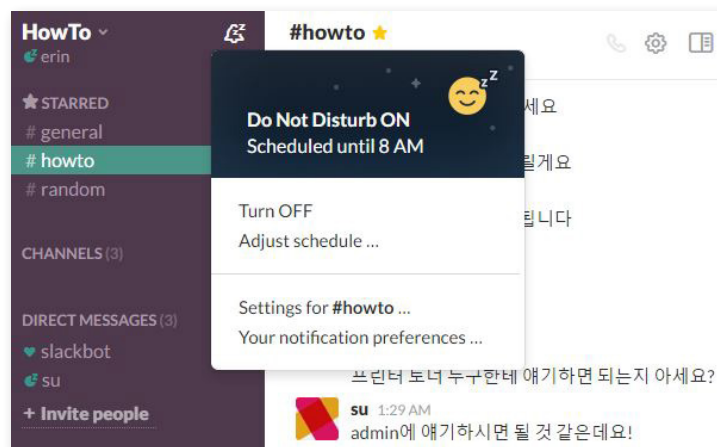 HowTo
erin
STARRED
# general
# howto
# random
CHANNELS (3)
DIRECT MESSAGES (3)
slackbot
su
+ Invite people
#howto
Do Not Disturb ON
Scheduled until 8 AM
Turn OFF
Adjust schedule ...
Settings for #howto ...
Your notification preferences ...
세요
릴게요
됩니다
프린터 토너 누구한테 얘기하면 되는지 아세요?
su 1:29 AM
admin에 얘기하시면 될 것 같은데요!